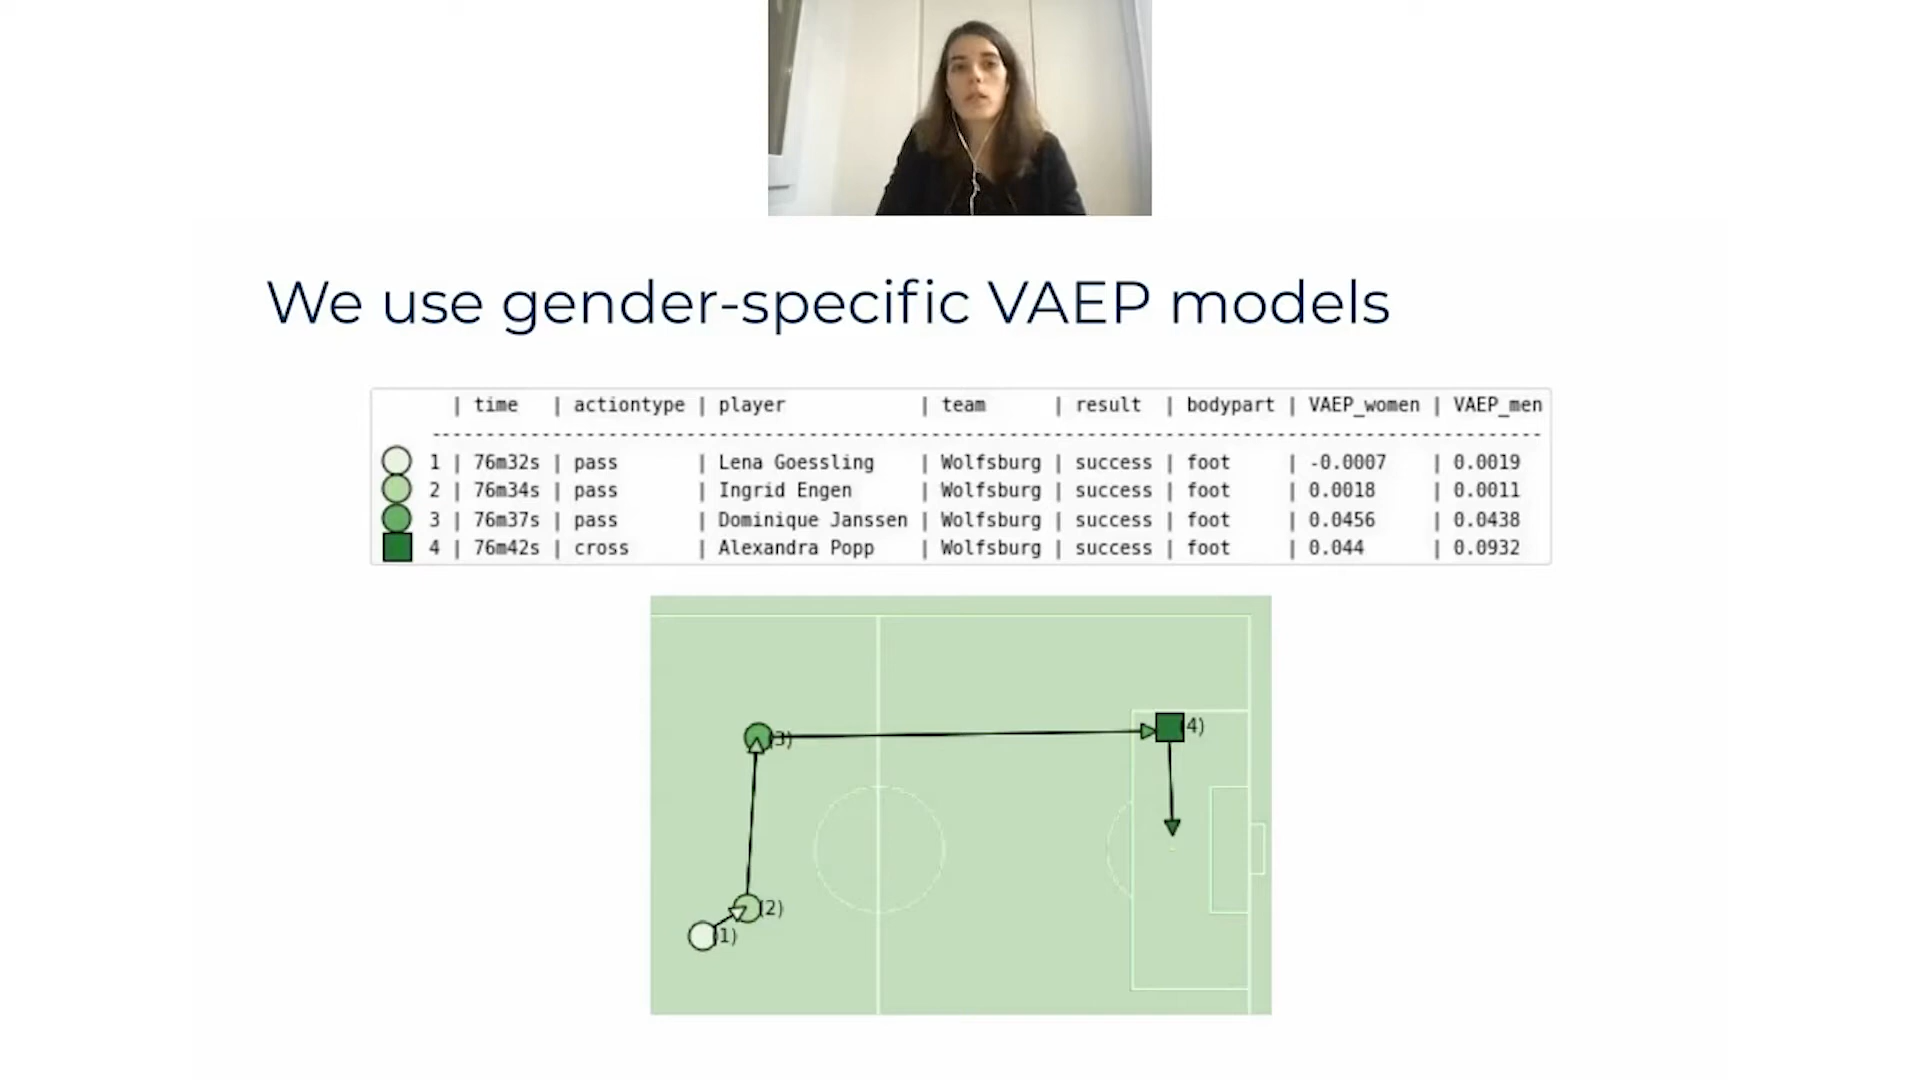 We use gender-specific VAEP models
| time | actiontype | player | team | result | bodypart | VAEP_women | VAEP_men
--------------------------------------------------------------------------------
1 | 76m32s | pass | Lena Goessling | Wolfsburg | success | foot | -0.0007 | 0.0019
2 | 76m34s | pass | Ingrid Engen | Wolfsburg | success | foot | 0.0018 | 0.0011
3 | 76m37s | pass | Dominique Janssen | Wolfsburg | success | foot | 0.0456 | 0.0438
4 | 76m42s | cross | Alexandra Popp | Wolfsburg | success | foot | 0.044 | 0.0932
(4)
(3)
(2)
(1)